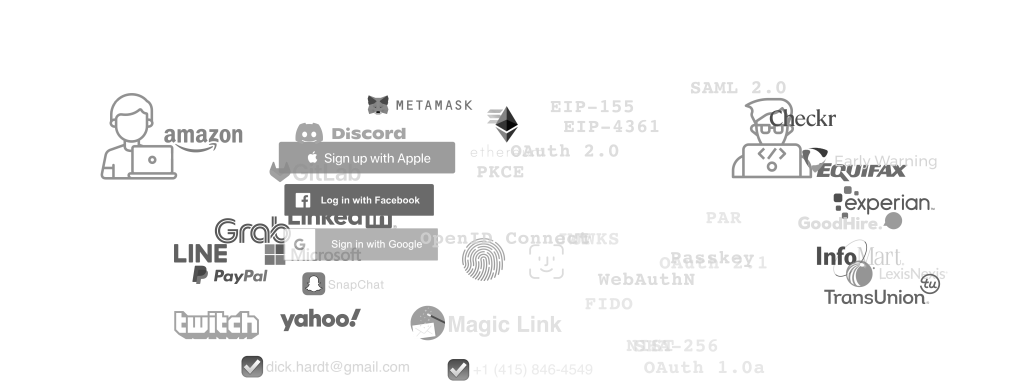 SAML 2.0
METAMASK
EIP-155
Checkr
EIP-4361
amazon
Discord
ethereum
OAuth 2.0
Sign up with Apple
Early Warning
GitLab
EQUIFAX
PKCE
Log in with Facebook
experian.
LinkedIn
PAR
GoodHire.
Grab
G Sign in with Google
OpenID Connect
JWKS
LINE
Microsoft
Passkey
OAuth 2.1
InfoMart.
PayPal
WebAuthN
LexisNexis
SnapChat
tu
TransUnion
FIDO
twitch
yahoo!
Magic Link
NIST
SHA-256
dick.hardt@gmail.com
+1 (415) 846-4549
OAuth 1.0a